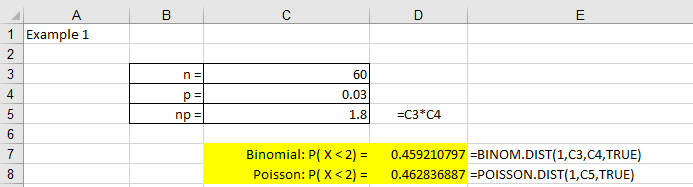 A B C D E
1 Example 1
2
3 n = 60
4 p = 0.03
5 np = 1.8 =C3*C4
6
7 Binomial: P( X < 2) = 0.459210797 =BINOM.DIST(1,C3,C4,TRUE)
8 Poisson: P( X < 2) = 0.462836887 =POISSON.DIST(1,C5,TRUE)